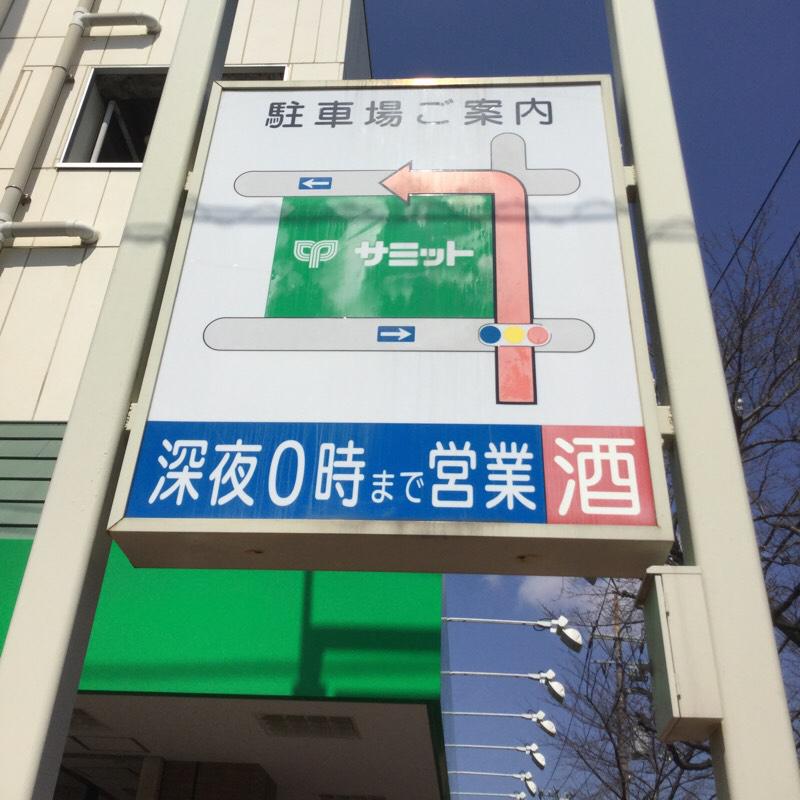 駐車場ご案内
サミット
深夜0時まで営業 酒